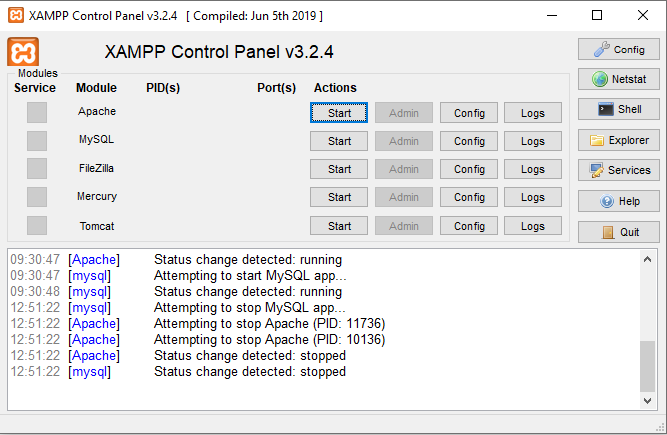 XAMPP Control Panel v3.2.4 [ Compiled: Jun 5th 2019 ]
XAMPP Control Panel v3.2.4
Config
Modules
Service Module PID(s) Port(s) Actions
Netstat
Apache Start Admin Config Logs
Shell
MySQL Start Admin Config Logs
Explorer
FileZilla Start Admin Config Logs
Services
Mercury Start Admin Config Logs
Help
Tomcat Start Admin Config Logs
Quit
09:30:47 [Apache] Status change detected: running
09:30:47 [mysql] Attempting to start MySQL app...
09:30:48 [mysql] Status change detected: running
12:51:22 [mysql] Attempting to stop MySQL app...
12:51:22 [Apache] Attempting to stop Apache (PID: 11736)
12:51:22 [Apache] Attempting to stop Apache (PID: 10136)
12:51:22 [Apache] Status change detected: stopped
12:51:22 [mysql] Status change detected: stopped